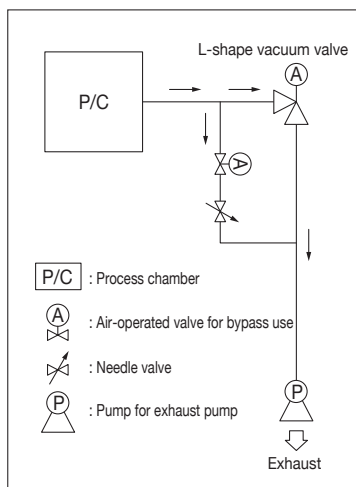 L-shape vacuum valve
A
P/C
A
P/C : Process chamber
A : Air-operated valve for bypass use
: Needle valve
P
P : Pump for exhaust pump
Exhaust